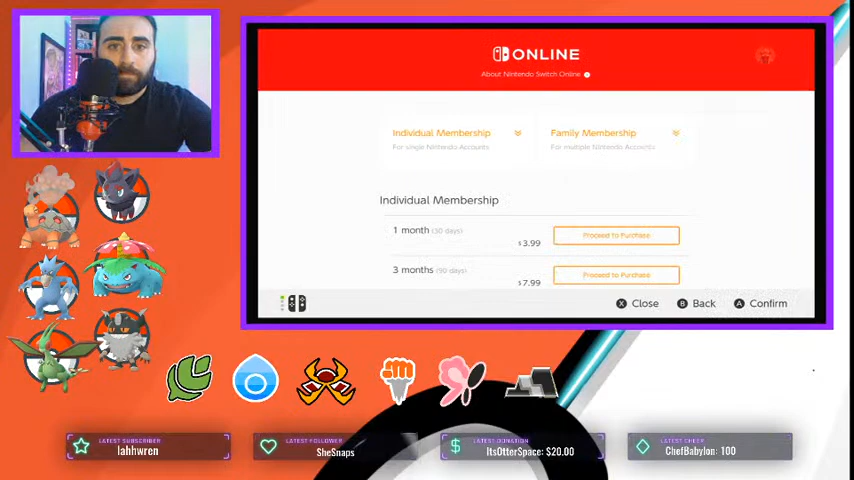 ONLINE
About Nintendo Switch Online
Individual Membership
For single Nintendo Accounts
Family Membership
For multiple Nintendo Accounts
Individual Membership
1 month (30 days)
$3.99
Proceed to Purchase
3 months (90 days)
$7.99
Proceed to Purchase
X Close
B Back
A Confirm
LATEST SUBSCRIBER
lahhwren
LATEST FOLLOWER
SheSnaps
LATEST DONATION
ItsOtterSpace: $20.00
LATEST CHEER
ChefBabylon: 100